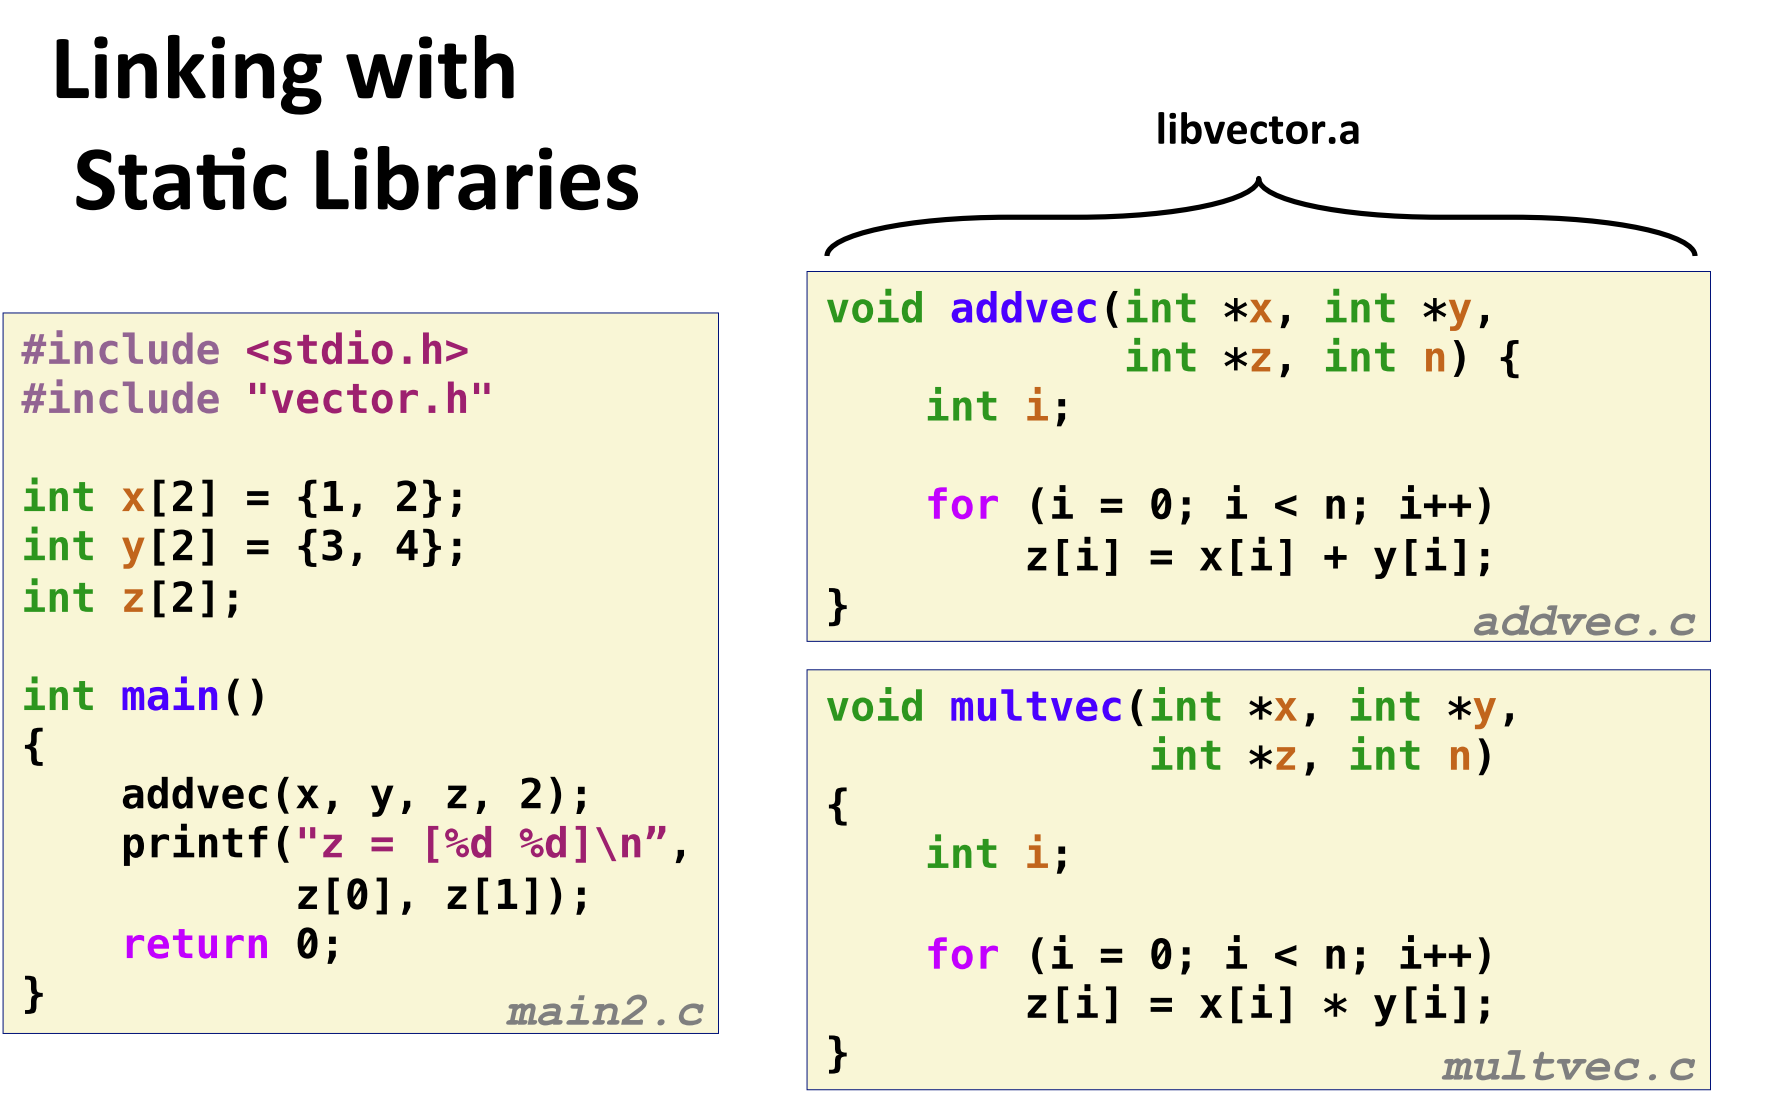 Linking with
Static Libraries
#include <stdio.h>
#include "vector.h"
int x[2] = {1, 2};
int y[2] = {3, 4};
int z[2];
int main()
{
    addvec(x, y, z, 2);
    printf("z = [%d %d]\n”,
           z[0], z[1]);
    return 0;
}
main2.c
libvector.a
void addvec(int *x, int *y,
            int *z, int n) {
    int i;
    for (i = 0; i < n; i++)
        z[i] = x[i] + y[i];
}
addvec.c
void multvec(int *x, int *y,
             int *z, int n)
{
    int i;
    for (i = 0; i < n; i++)
        z[i] = x[i] * y[i];
}
multvec.c